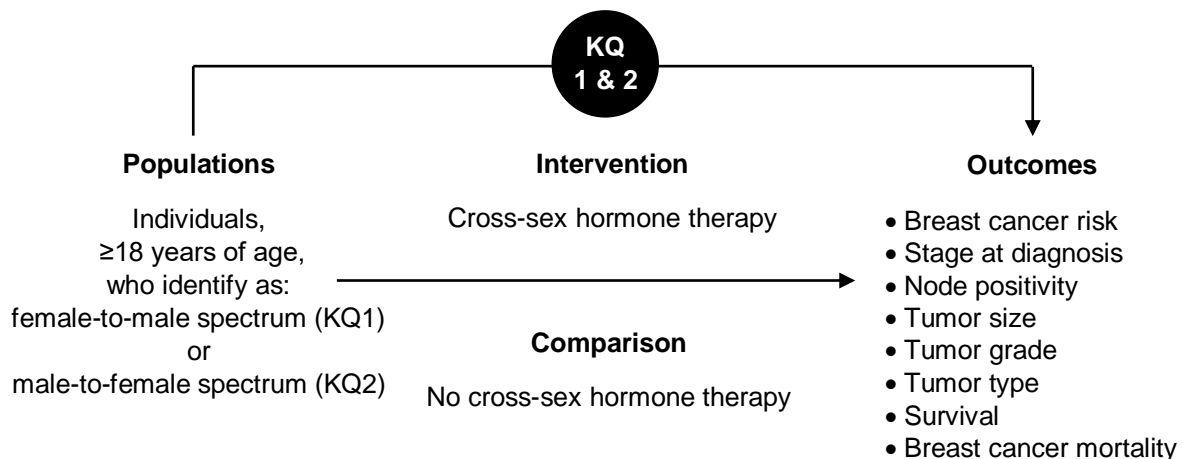 KQ
1 & 2
Populations
Individuals,
≥18 years of age,
who identify as:
female-to-male spectrum (KQ1)
or
male-to-female spectrum (KQ2)
Intervention
Cross-sex hormone therapy
Comparison
No cross-sex hormone therapy
Outcomes
• Breast cancer risk
• Stage at diagnosis
• Node positivity
• Tumor size
• Tumor grade
• Tumor type
• Survival
• Breast cancer mortality